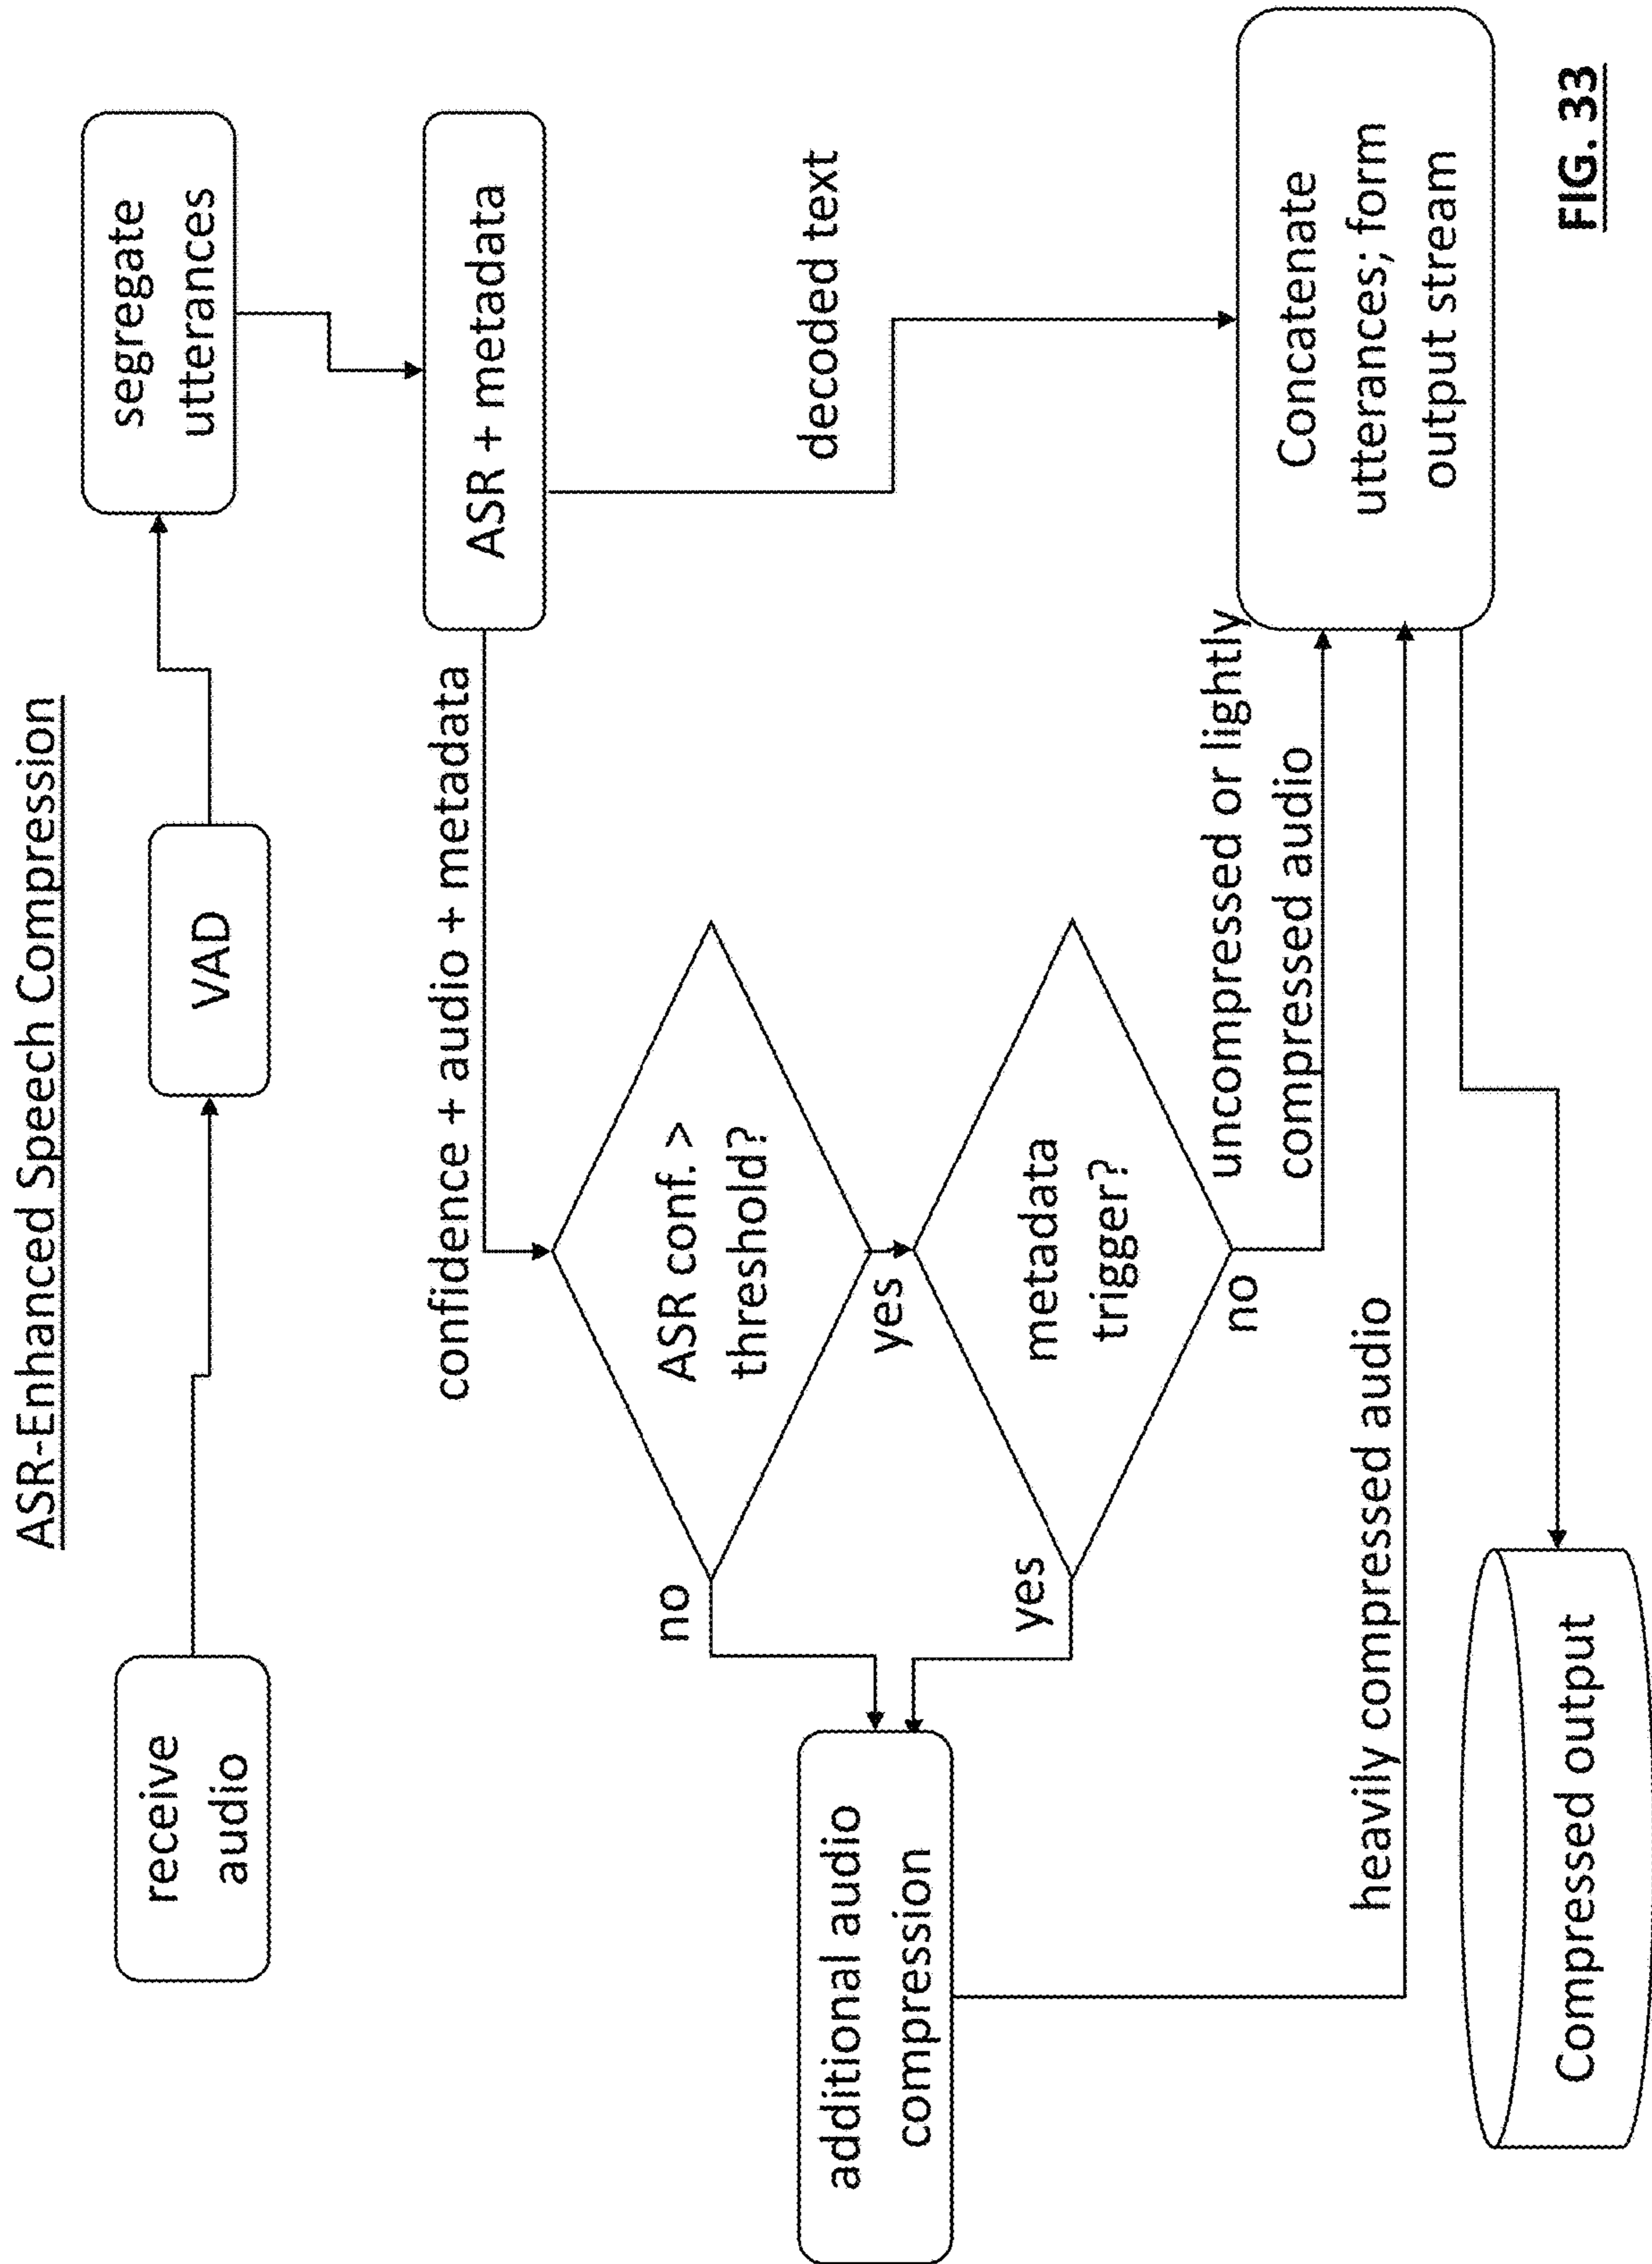 ASR-Enhanced Speech Compression
receive
audio
VAD
segregate
utterances
confidence + audio + metadata
ASR + metadata
ASR conf. >
threshold?
no
yes
decoded text
additional audio
compression
metadata
trigger?
yes
no
uncompressed or lightly
compressed audio
heavily compressed audio
Concatenate
utterances; form
output stream
Compressed output
FIG. 33